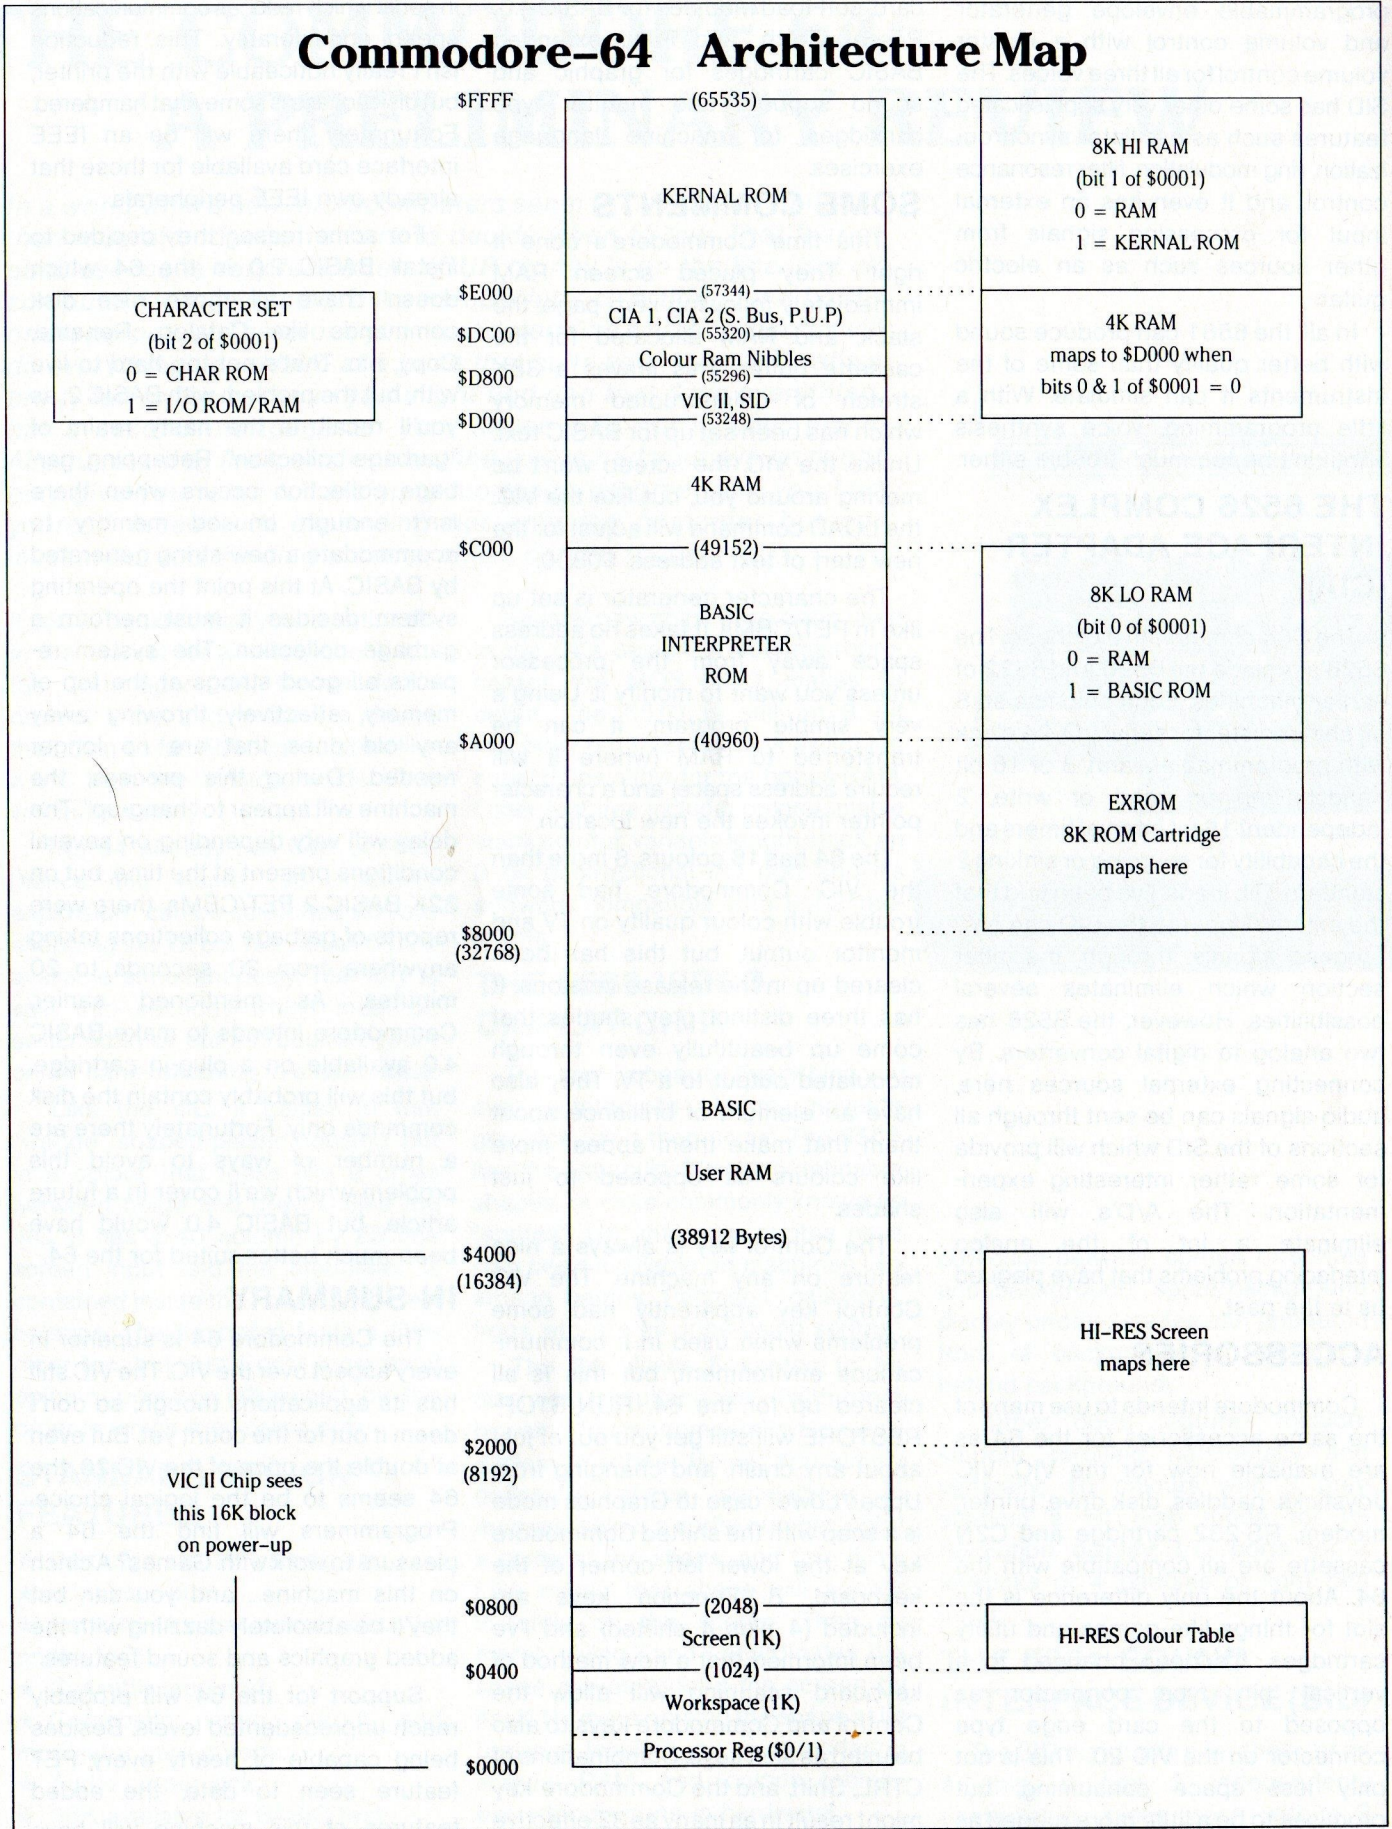 Commodore-64 Architecture Map
$FFFF
(65535)
KERNAL ROM
8K HI RAM
(bit 1 of $0001)
0 = RAM
1 = KERNAL ROM
$E000
(57344)
CHARACTER SET
(bit 2 of $0001)
0 = CHAR ROM
1 = I/O ROM/RAM
CIA 1, CIA 2 (S. Bus, P.U.P)
$DC00
(55320)
Colour Ram Nibbles
$D800
(55296)
VIC II, SID
$D000
(53248)
4K RAM
maps to $D000 when
bits 0 & 1 of $0001 = 0
4K RAM
$C000
(49152)
BASIC
INTERPRETER
ROM
8K LO RAM
(bit 0 of $0001)
0 = RAM
1 = BASIC ROM
$A000
(40960)
EXROM
8K ROM Cartridge
maps here
$8000
(32768)
BASIC
User RAM
(38912 Bytes)
$4000
(16384)
HI-RES Screen
maps here
$2000
(8192)
VIC II Chip sees
this 16K block
on power-up
$0800
(2048)
Screen (1K)
HI-RES Colour Table
$0400
(1024)
Workspace (1K)
Processor Reg ($0/1)
$0000